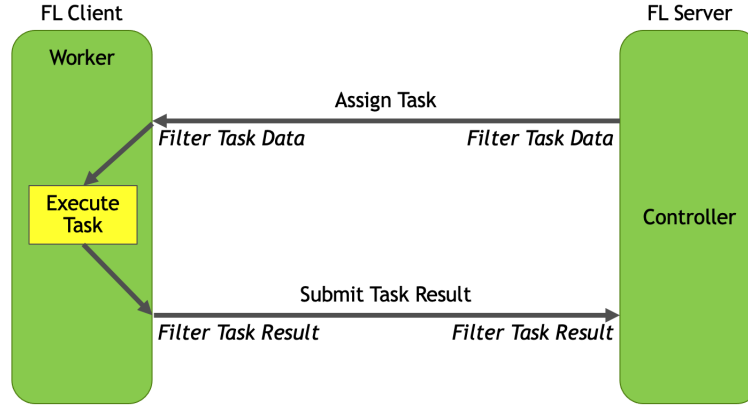 FL Client
FL Server
Worker
Assign Task
Filter Task Data
Filter Task Data
Execute
Task
Controller
Submit Task Result
Filter Task Result
Filter Task Result